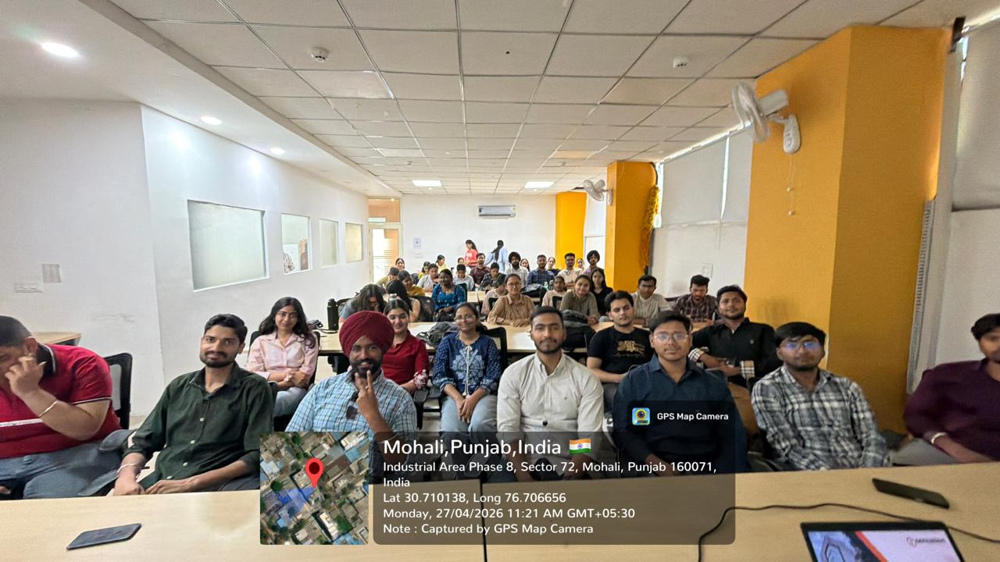 GPS Map Camera
Mohali,Punjab,India 🇮🇳
Industrial Area Phase 8, Sector 72, Mohali, Punjab 160071,
India
Lat 30.710138, Long 76.706656
Monday, 27/04/2026 11:21 AM GMT+05:30
Note : Captured by GPS Map Camera